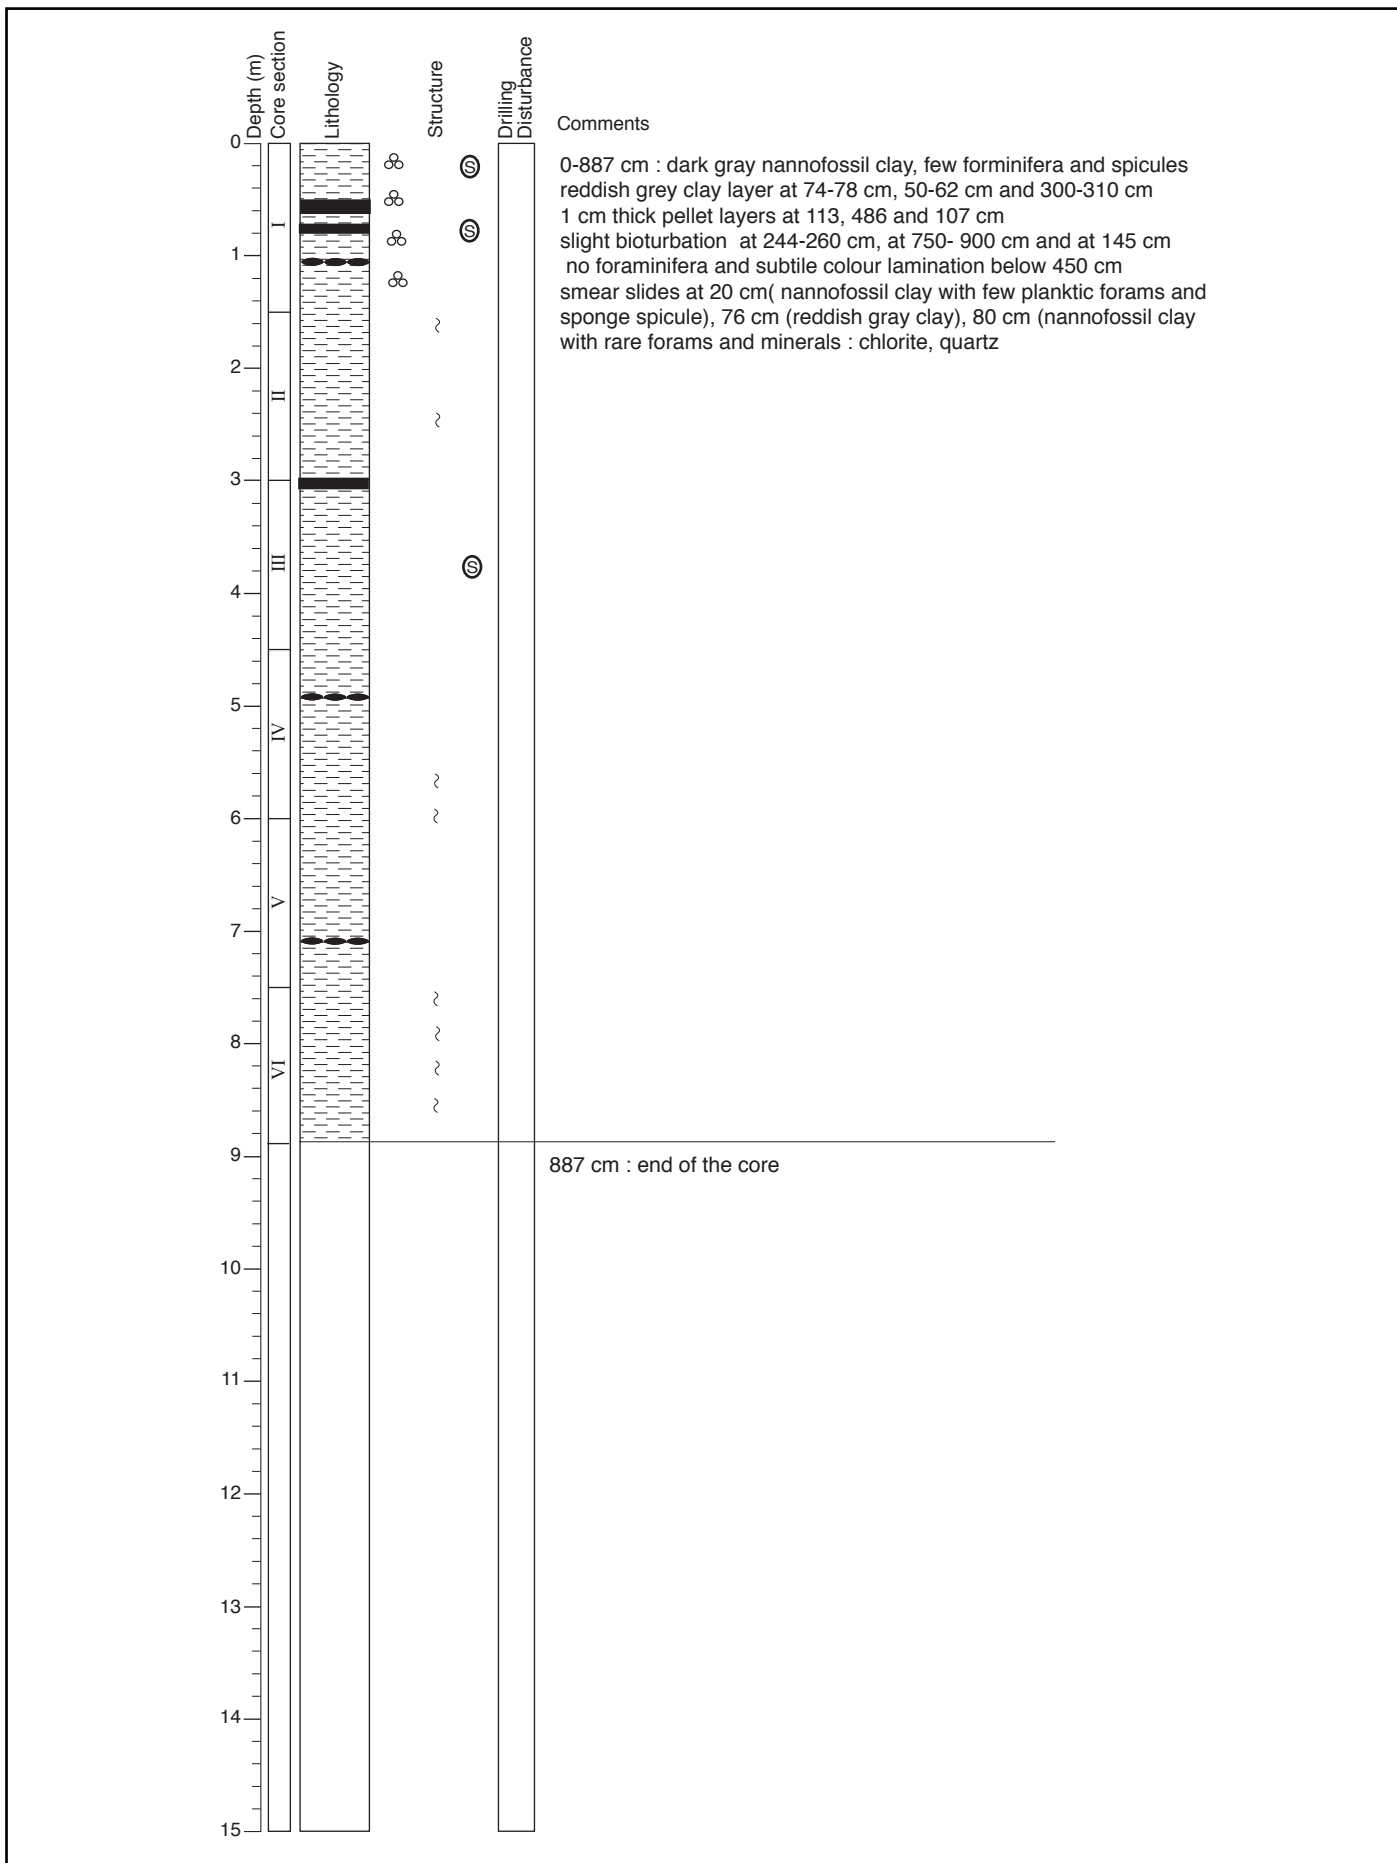 Depth (m)
Core section
Lithology
Structure
Drilling
Disturbance
Comments
0
1
2
3
4
5
6
7
8
9
10
11
12
13
14
15
I
II
III
IV
V
VI
S
S
S
0-887 cm : dark gray nannofossil clay, few forminifera and spicules
reddish grey clay layer at 74-78 cm, 50-62 cm and 300-310 cm
1 cm thick pellet layers at 113, 486 and 107 cm
slight bioturbation at 244-260 cm, at 750- 900 cm and at 145 cm
no foraminifera and subtile colour lamination below 450 cm
smear slides at 20 cm( nannofossil clay with few planktic forams and
sponge spicule), 76 cm (reddish gray clay), 80 cm (nannofossil clay
with rare forams and minerals : chlorite, quartz
887 cm : end of the core